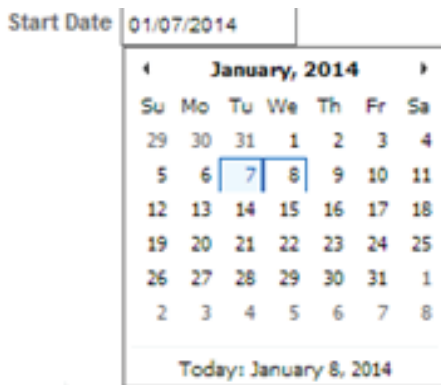 Start Date 01/07/2014
January, 2014
Su Mo Tu We Th Fr Sa
29 30 31 1 2 3 4
5 6 7 8 9 10 11
12 13 14 15 16 17 18
19 20 21 22 23 24 25
26 27 28 29 30 31 1
2 3 4 5 6 7 8
Today: January 8, 2014